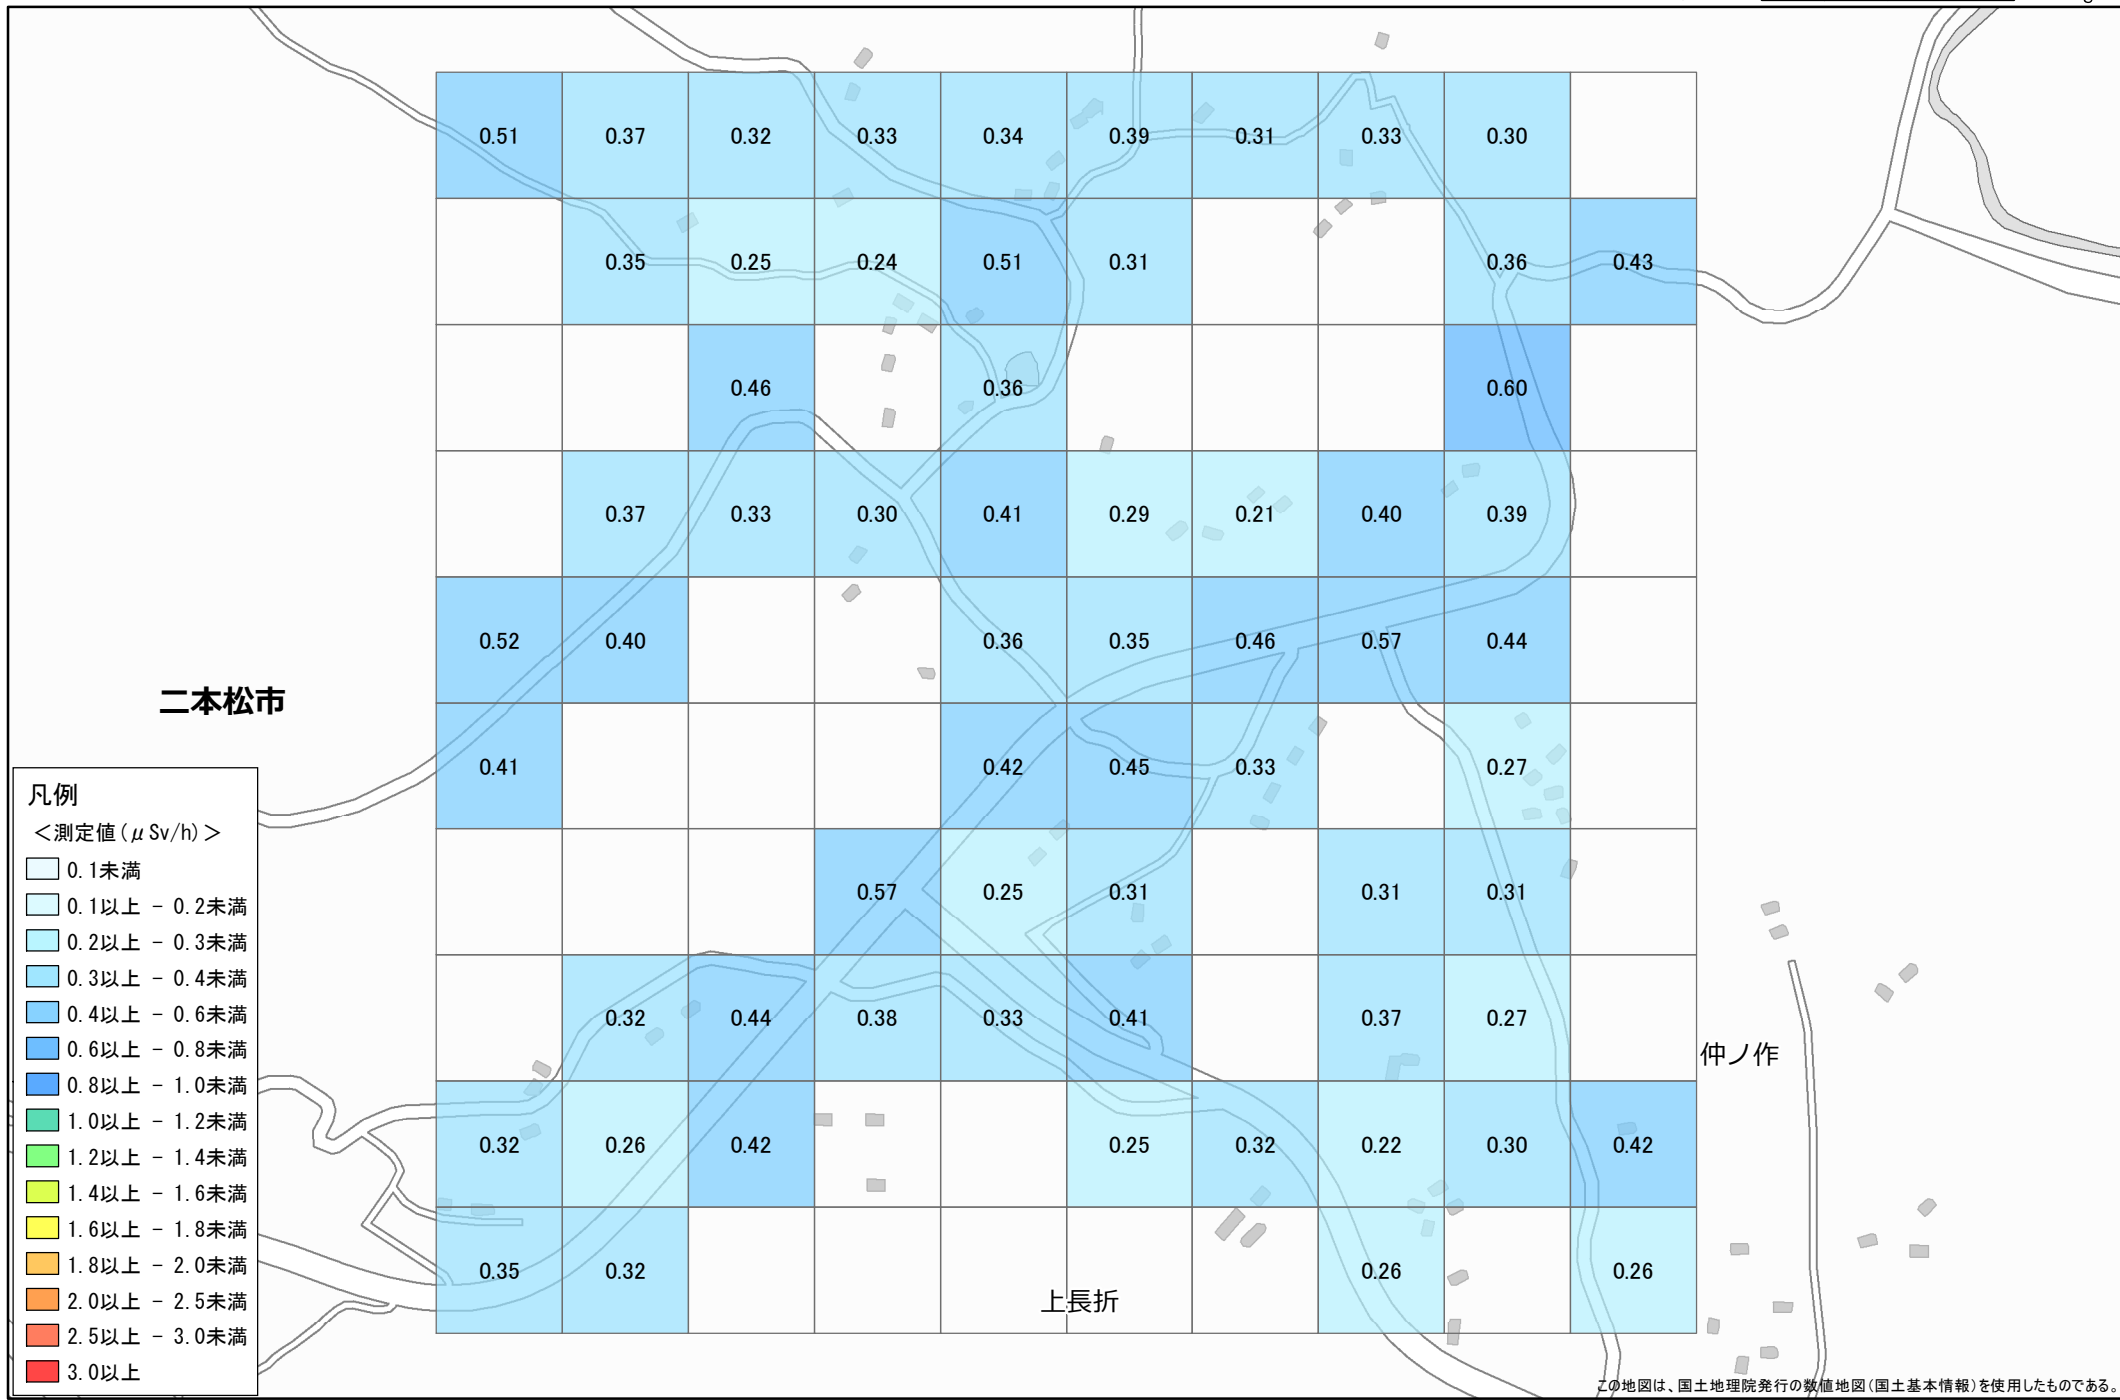 0.51 0.37 0.32 0.33 0.34 0.39 0.31 0.33 0.30
0.35 0.25 0.24 0.51 0.31 0.36 0.43
0.46 0.36 0.60
0.37 0.33 0.30 0.41 0.29 0.21 0.40 0.39
0.52 0.40 0.36 0.35 0.46 0.57 0.44
二本松市
0.41 0.42 0.45 0.33 0.27
0.57 0.25 0.31 0.31 0.31
0.32 0.44 0.38 0.33 0.41 0.37 0.27
仲ノ作
0.32 0.26 0.42 0.25 0.32 0.22 0.30 0.42
0.35 0.32 0.26 0.26
上長折
凡例
＜測定値(μSv/h)＞
0.1未満
0.1以上 － 0.2未満
0.2以上 － 0.3未満
0.3以上 － 0.4未満
0.4以上 － 0.6未満
0.6以上 － 0.8未満
0.8以上 － 1.0未満
1.0以上 － 1.2未満
1.2以上 － 1.4未満
1.4以上 － 1.6未満
1.6以上 － 1.8未満
1.8以上 － 2.0未満
2.0以上 － 2.5未満
2.5以上 － 3.0未満
3.0以上
この地図は、国土地理院発行の数値地図(国土基本情報)を使用したものである。